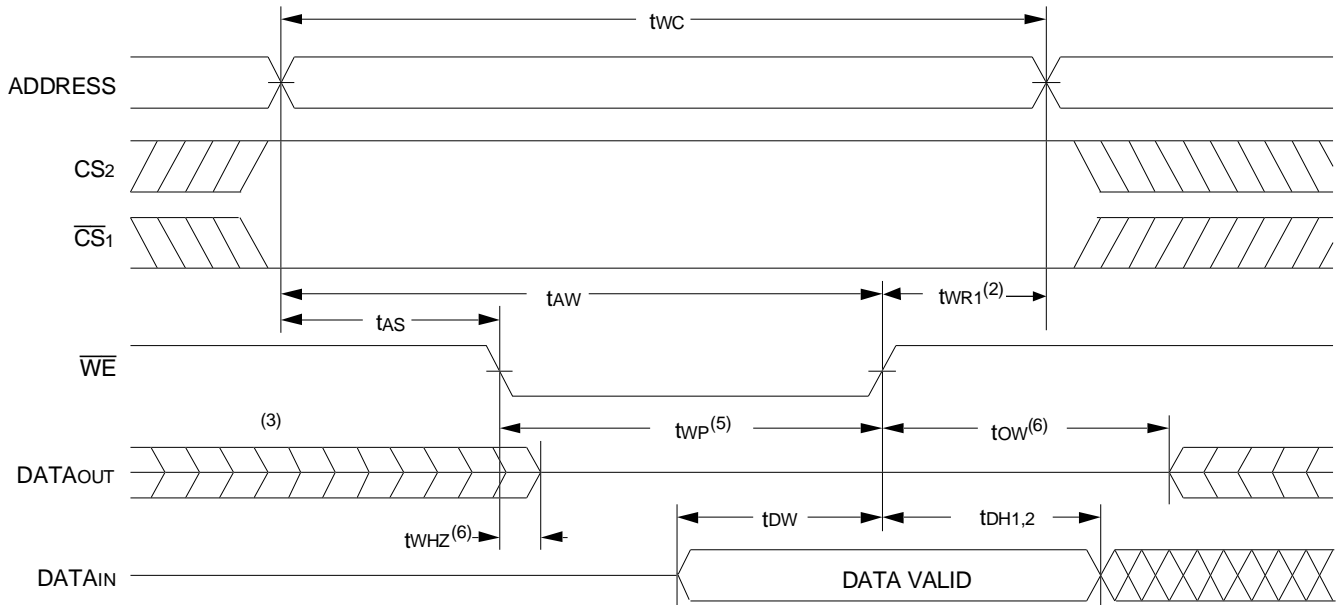 tWC
ADDRESS
CS2
CS1
tAW
tWR1(2)
tAS
WE
(3)
tWP(5)
tOW(6)
DATAOUT
tDW
tDH1,2
tWHZ(6)
DATAIN
DATA VALID